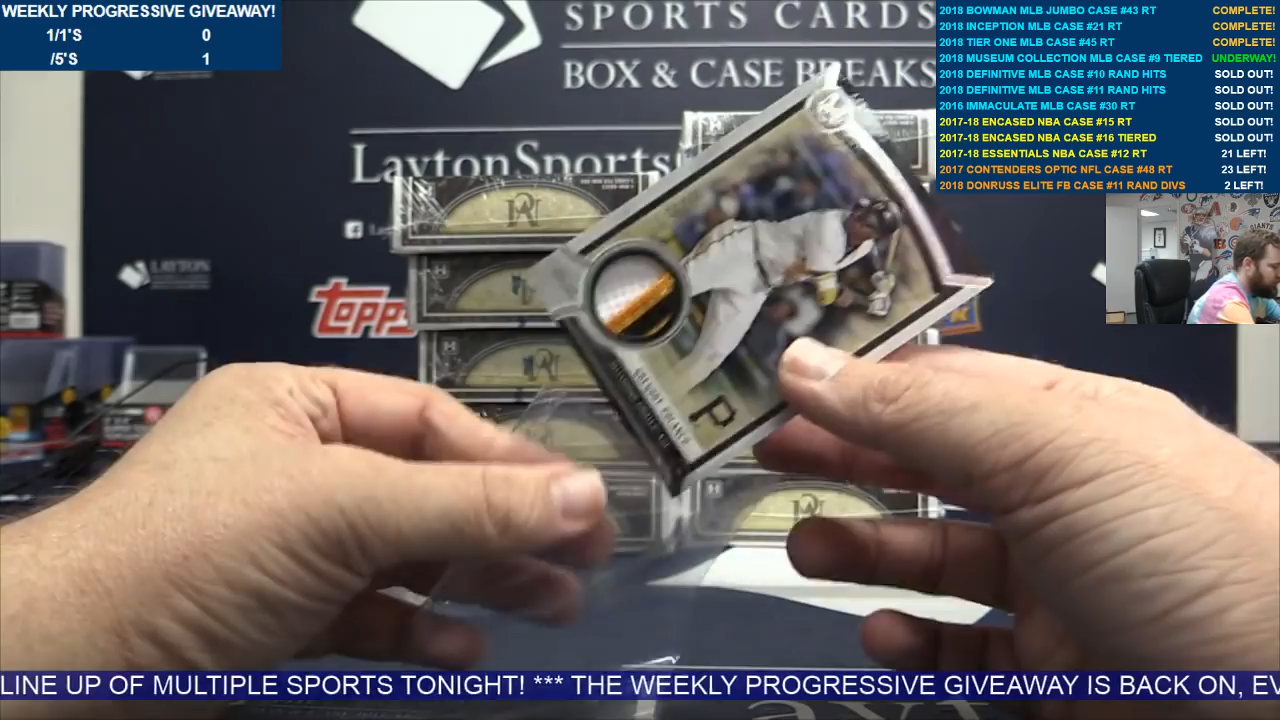 WEEKLY PROGRESSIVE GIVEAWAY!
1/1'S 0
/5'S 1
SPORTS CARDS
BOX & CASE BREAKS
LaytonSports
LAYTON
Topps
GREGORY POLANCO
P
2018 BOWMAN MLB JUMBO CASE #43 RT COMPLETE!
2018 INCEPTION MLB CASE #21 RT COMPLETE!
2018 TIER ONE MLB CASE #45 RT COMPLETE!
2018 MUSEUM COLLECTION MLB CASE #9 TIERED UNDERWAY!
2018 DEFINITIVE MLB CASE #10 RAND HITS SOLD OUT!
2018 DEFINITIVE MLB CASE #11 RAND HITS SOLD OUT!
2016 IMMACULATE MLB CASE #30 RT SOLD OUT!
2017-18 ENCASED NBA CASE #15 RT SOLD OUT!
2017-18 ENCASED NBA CASE #16 TIERED SOLD OUT!
2017-18 ESSENTIALS NBA CASE #12 RT 21 LEFT!
2017 CONTENDERS OPTIC NFL CASE #48 RT 23 LEFT!
2018 DONRUSS ELITE FB CASE #11 RAND DIVS 2 LEFT!
GIANTS
LINE UP OF MULTIPLE SPORTS TONIGHT! *** THE WEEKLY PROGRESSIVE GIVEAWAY IS BACK ON, EV